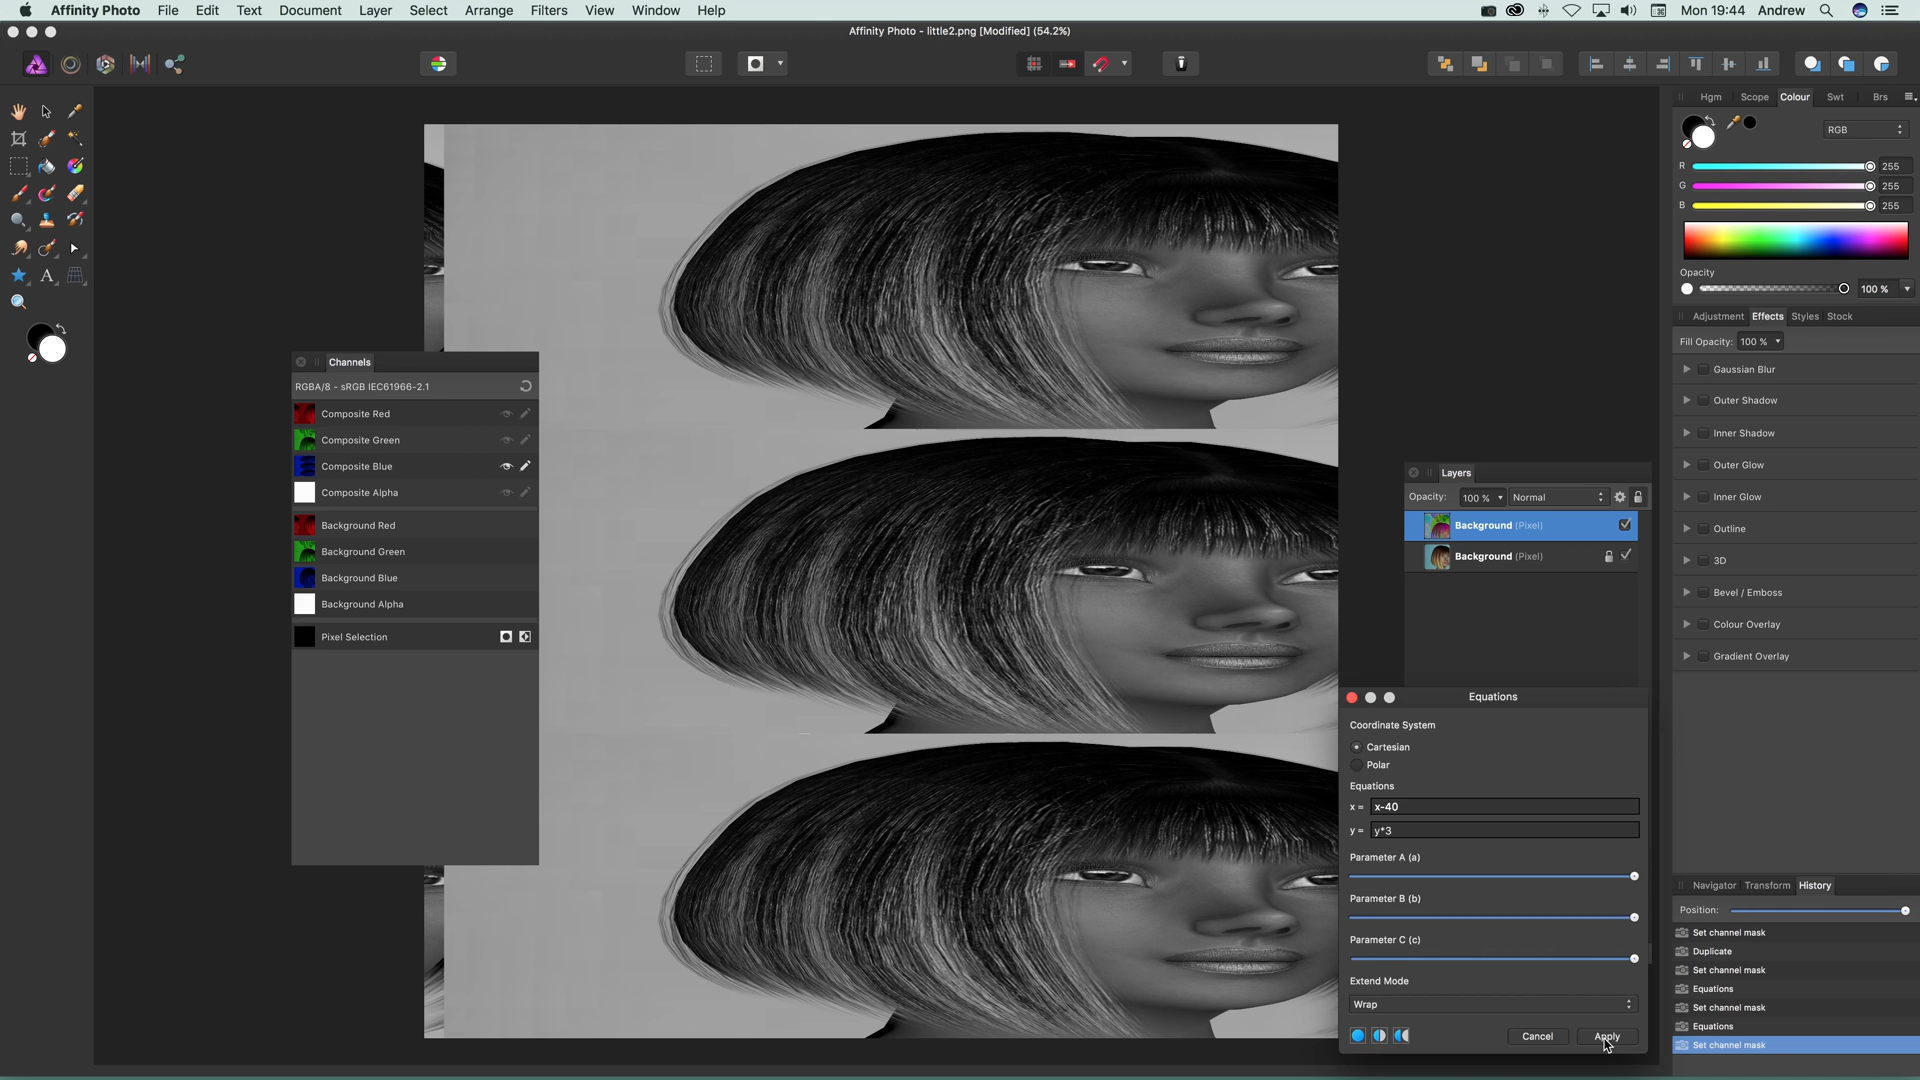 Affinity Photo File Edit Text Document Layer Select Arrange Filters View Window Help Mon 19:44 Andrew
Affinity Photo - little2.png [Modified] (54.2%)
Hgm Scope Colour Swt Brs
RGB
R 255
G 255
B 255
Opacity
100 %
Adjustment Effects Styles Stock
Fill Opacity: 100 %
Gaussian Blur
Outer Shadow
Inner Shadow
Outer Glow
Inner Glow
Outline
3D
Bevel / Emboss
Colour Overlay
Gradient Overlay
Channels
RGBA/8 - sRGB IEC61966-2.1
Composite Red
Composite Green
Composite Blue
Composite Alpha
Background Red
Background Green
Background Blue
Background Alpha
Pixel Selection
Layers
Opacity: 100 % Normal
Background (Pixel)
Background (Pixel)
Equations
Coordinate System
Cartesian
Polar
Equations
x = x-40
y = y*3
Parameter A (a)
Parameter B (b)
Parameter C (c)
Extend Mode
Wrap
Cancel Apply
Navigator Transform History
Position:
Set channel mask
Duplicate
Set channel mask
Equations
Set channel mask
Equations
Set channel mask